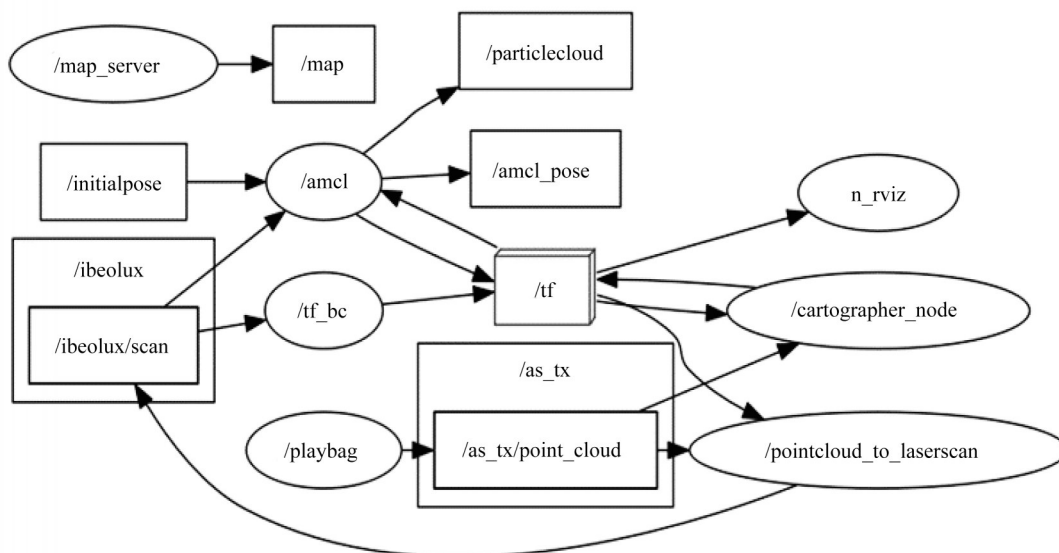 /map_server
/map
/particlecloud
/initialpose
/amcl
/amcl_pose
n_rviz
/ibeolux
/ibeolux/scan
/tf_bc
/tf
/cartographer_node
/as_tx
/playbag
/as_tx/point_cloud
/pointcloud_to_laserscan